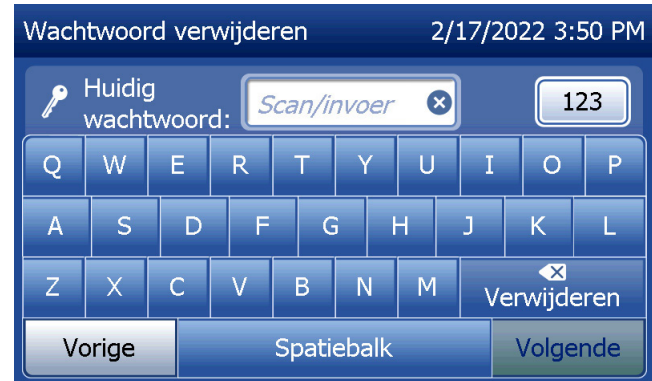 Wachtwoord verwijderen 2/17/2022 3:50 PM
Huidig
wachtwoord: Scan/invoer 123
Q W E R T Y U I O P
A S D F G H J K L
Z X C V B N M Verwijderen
Vorige Spatiebalk Volgende